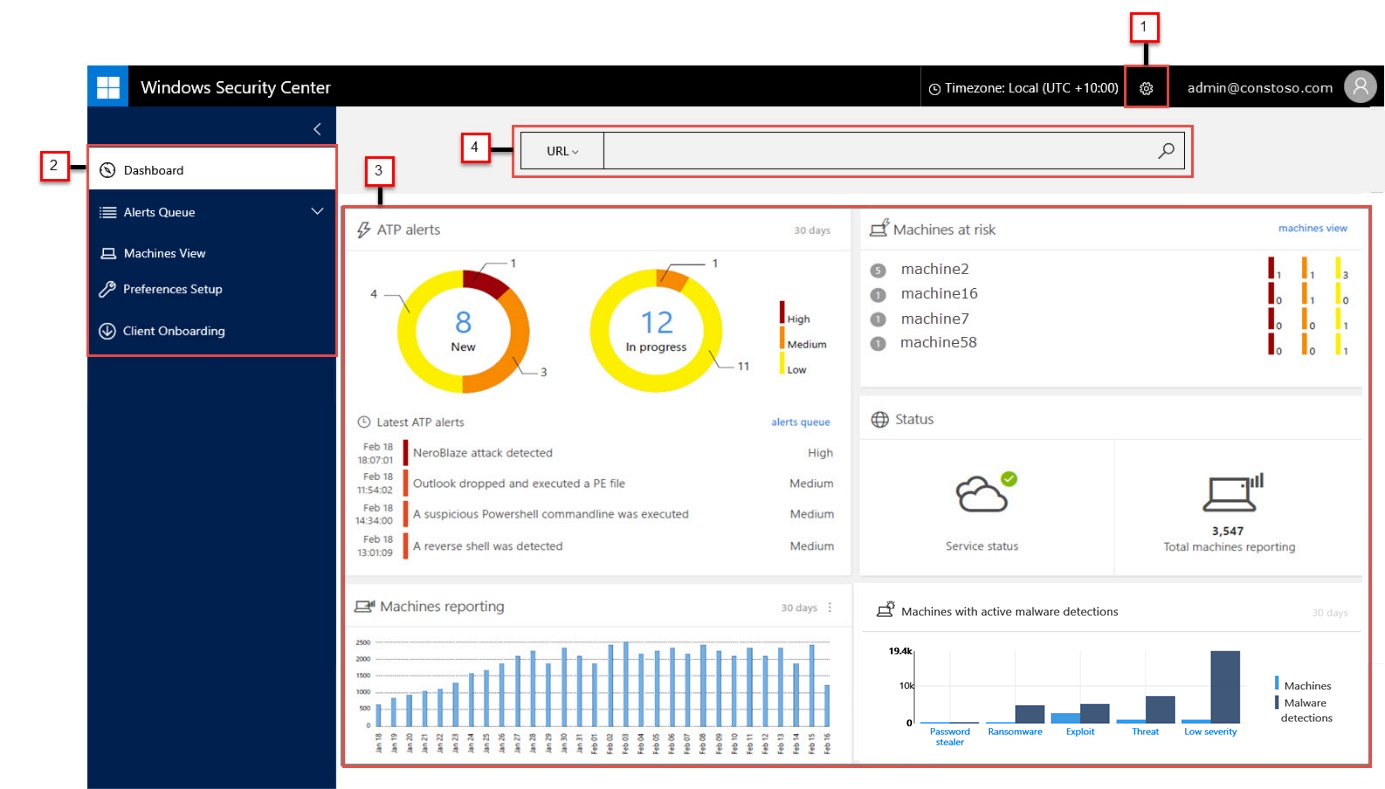 1
Windows Security Center
Timezone: Local (UTC +10:00)
admin@constoso.com
2
Dashboard
Alerts Queue
Machines View
Preferences Setup
Client Onboarding
4
URL
3
ATP alerts
30 days
1
4
8
New
3
1
12
In progress
11
High
Medium
Low
Latest ATP alerts
alerts queue
Feb 18
18:07:01
NeroBlaze attack detected
High
Feb 18
11:54:02
Outlook dropped and executed a PE file
Medium
Feb 18
14:34:00
A suspicious Powershell commandline was executed
Medium
Feb 18
13:01:09
A reverse shell was detected
Medium
Machines at risk
machines view
5 machine2 1 1 3
1 machine16 0 1 0
1 machine7 0 0 1
1 machine58 0 0 1
Status
Service status
3,547
Total machines reporting
Machines reporting
30 days
2500
2000
1500
1000
500
0
Jan 18
Jan 19
Jan 20
Jan 21
Jan 22
Jan 23
Jan 24
Jan 25
Jan 26
Jan 27
Jan 28
Jan 29
Jan 30
Jan 31
Feb 01
Feb 02
Feb 03
Feb 04
Feb 05
Feb 06
Feb 07
Feb 08
Feb 09
Feb 10
Feb 11
Feb 12
Feb 13
Feb 14
Feb 15
Feb 16
Machines with active malware detections
30 days
19.4k
10k
0
Password
stealer
Ransomware
Exploit
Threat
Low severity
Machines
Malware
detections